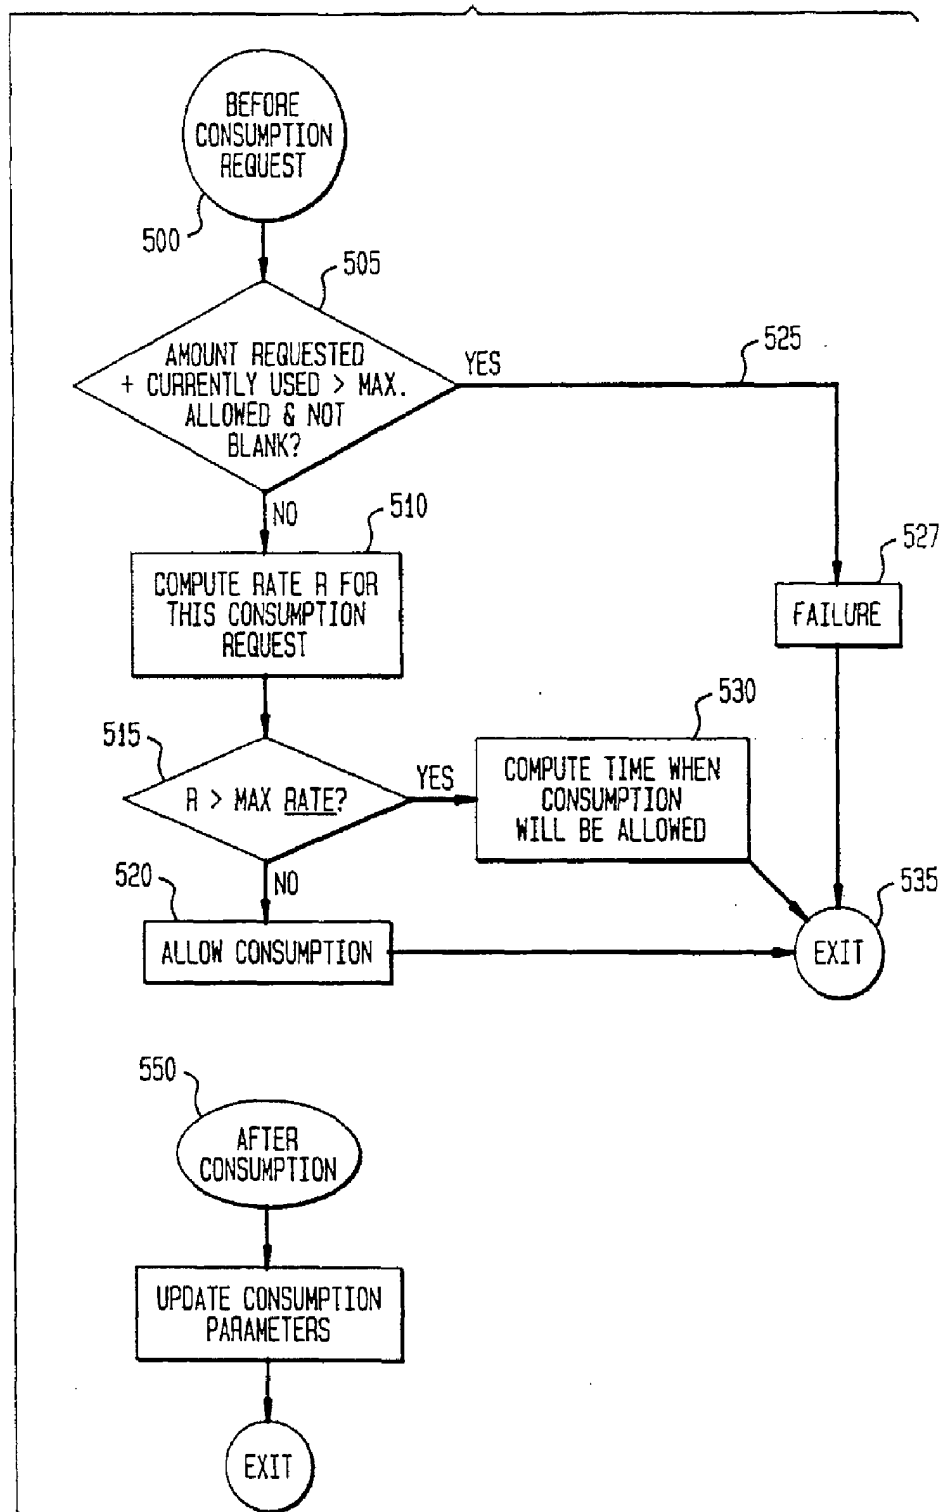 BEFORE
CONSUMPTION
REQUEST
500
505
AMOUNT REQUESTED
+ CURRENTLY USED > MAX.
ALLOWED & NOT
BLANK?
YES
525
NO
510
COMPUTE RATE R FOR
THIS CONSUMPTION
REQUEST
527
FAILURE
515
R > MAX RATE?
YES
530
COMPUTE TIME WHEN
CONSUMPTION
WILL BE ALLOWED
NO
520
ALLOW CONSUMPTION
535
EXIT
550
AFTER
CONSUMPTION
UPDATE CONSUMPTION
PARAMETERS
EXIT